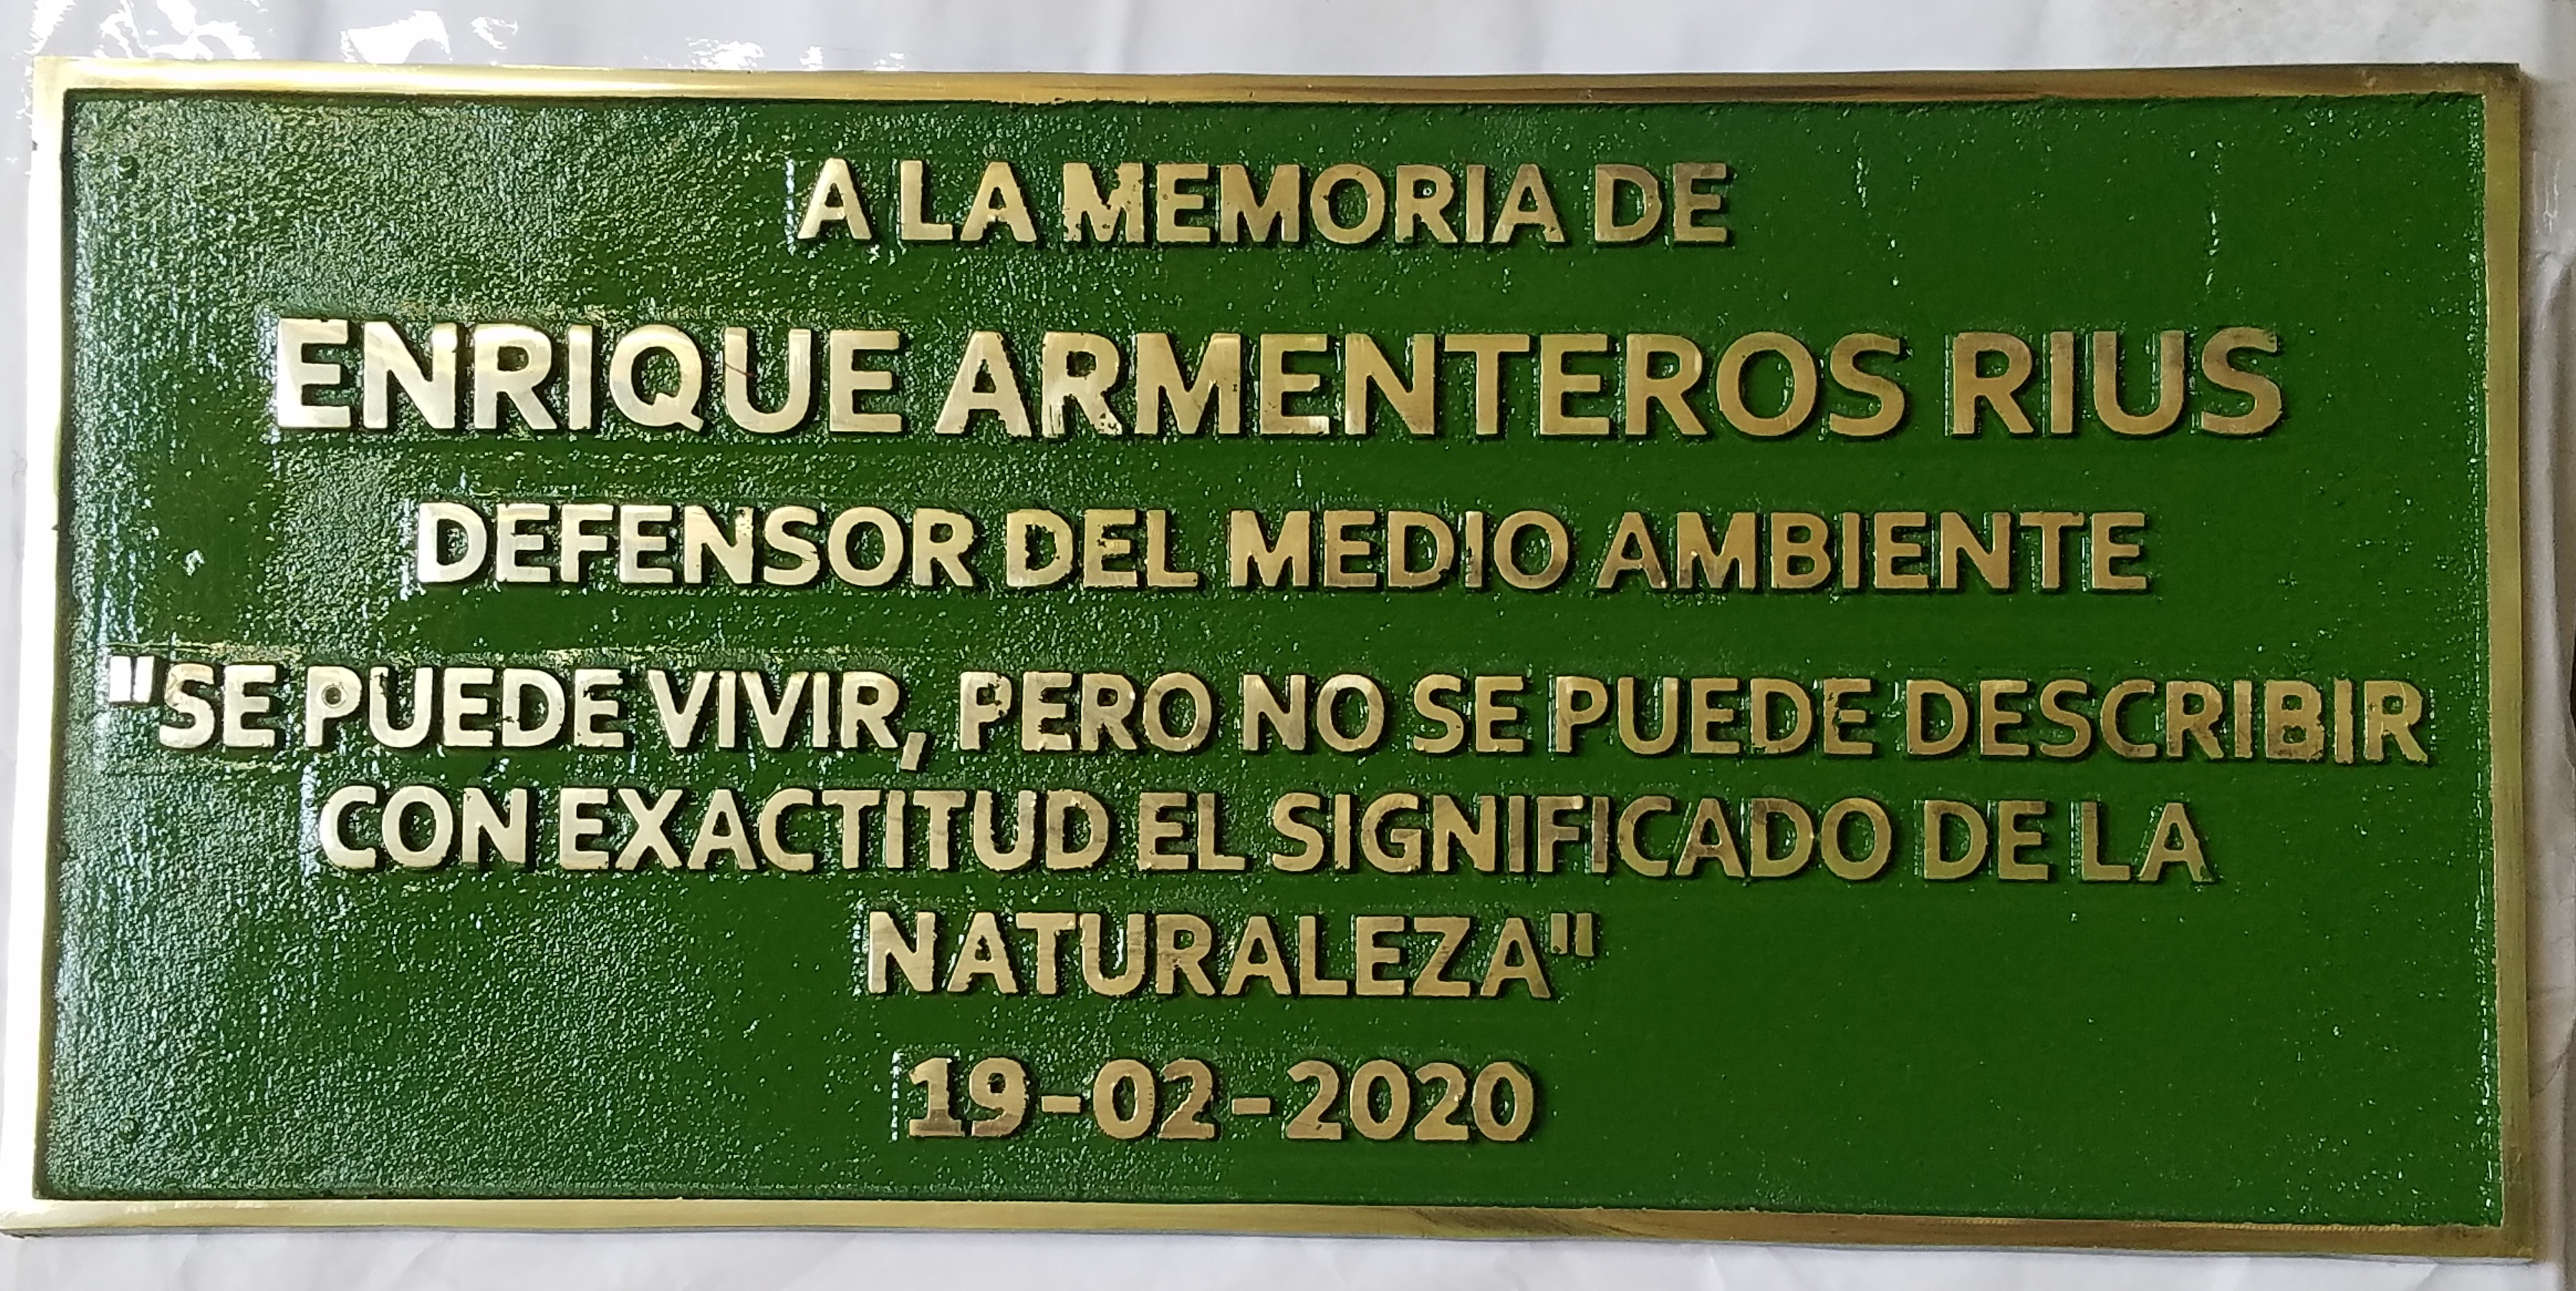 A LA MEMORIA DE
ENRIQUE ARMENTEROS RIUS
DEFENSOR DEL MEDIO AMBIENTE
"SE PUEDE VIVIR, PERO NO SE PUEDE DESCRIBIR
CON EXACTITUD EL SIGNIFICADO DE LA
NATURALEZA"
19-02-2020